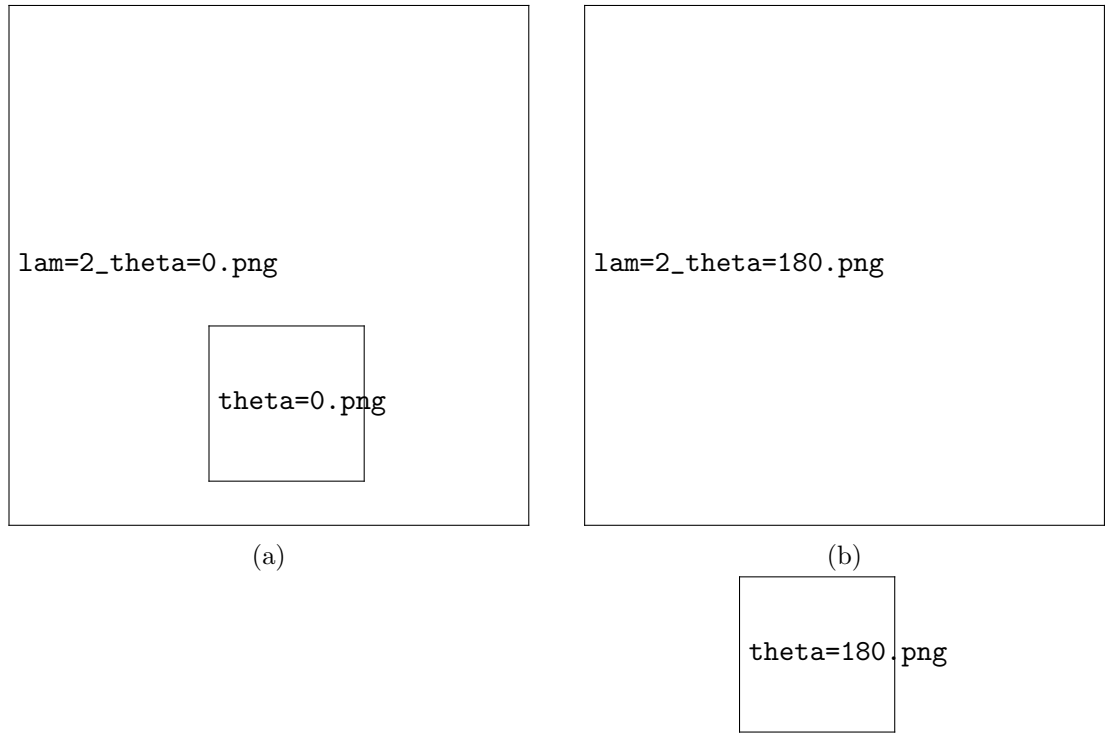 lam=2_theta=0.png
theta=0.png
(a)
lam=2_theta=180.png
(b)
theta=180.png